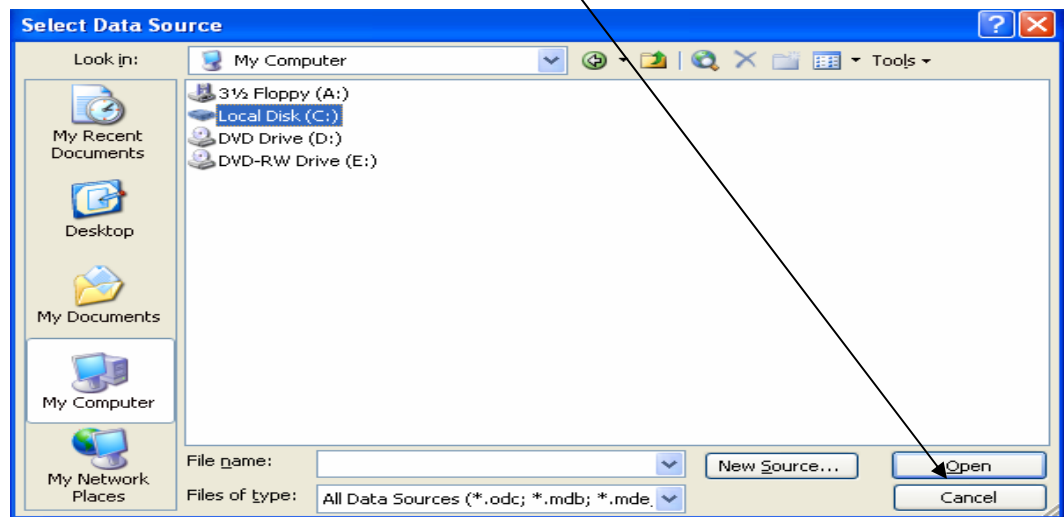 Select Data Source
Look in:
My Computer
Tools
3½ Floppy (A:)
Local Disk (C:)
DVD Drive (D:)
DVD-RW Drive (E:)
My Recent
Documents
Desktop
My Documents
My Computer
My Network
Places
File name:
New Source...
Open
Files of type:
All Data Sources (*.odc; *.mdb; *.mde,
Cancel